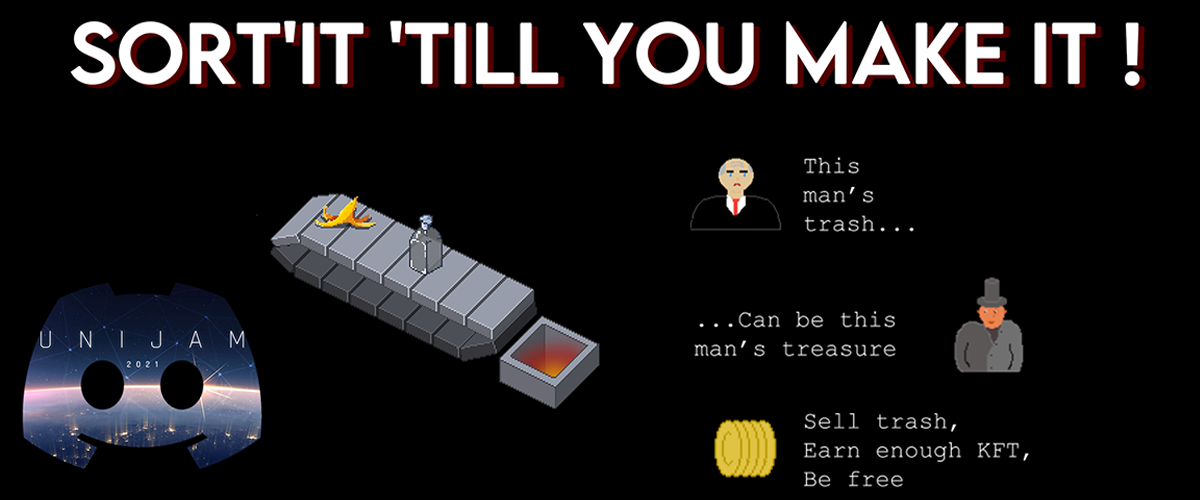 SORT'IT 'TILL YOU MAKE IT !
This
man's
trash...
...Can be this
man's treasure
UNIJAM
2021
Sell trash,
Earn enough KFT,
Be free